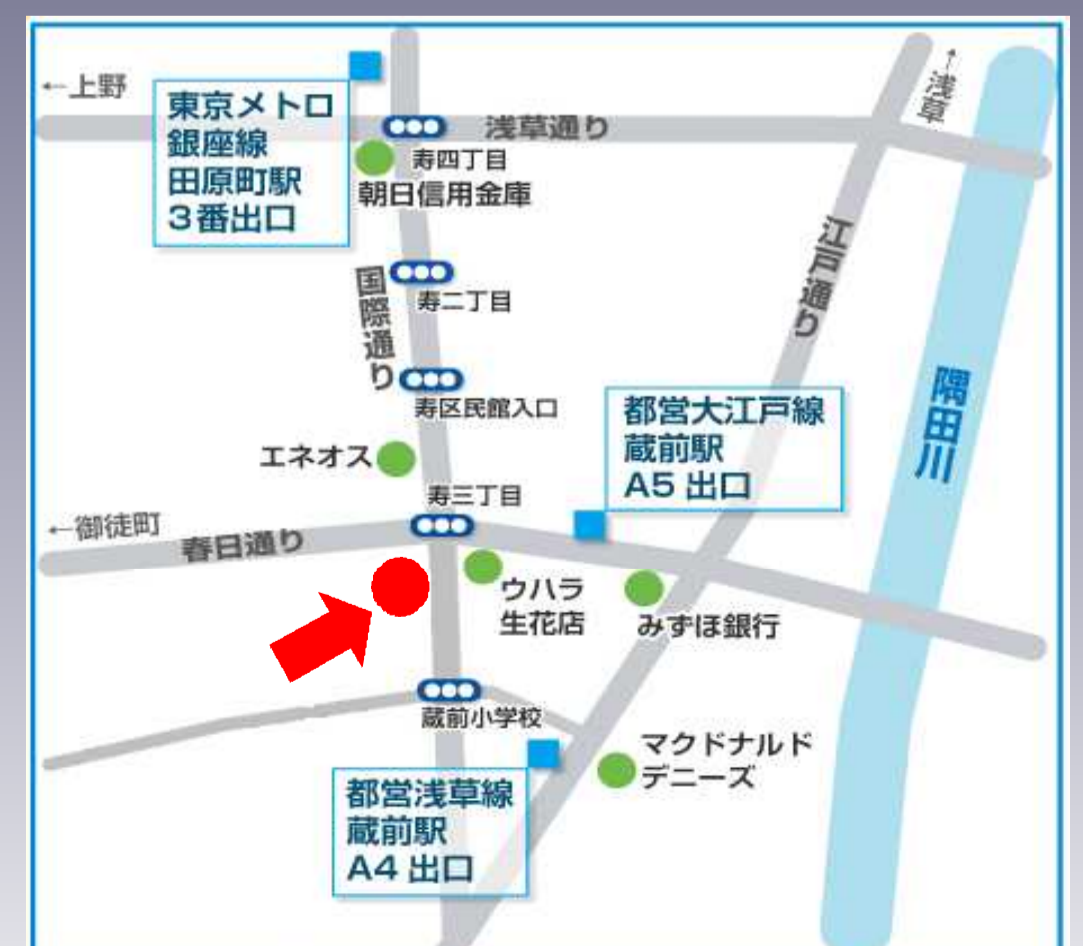 ←上野
←浅草
東京メトロ
銀座線
田原町駅
3番出口
浅草通り
寿四丁目
朝日信用金庫
江戸通り
国際通り
寿二丁目
隅田川
寿区民館入口
都営大江戸線
蔵前駅
A5 出口
エネオス
寿三丁目
←御徒町
春日通り
ウハラ
生花店
みずほ銀行
蔵前小学校
マクドナルド
デニーズ
都営浅草線
蔵前駅
A4 出口